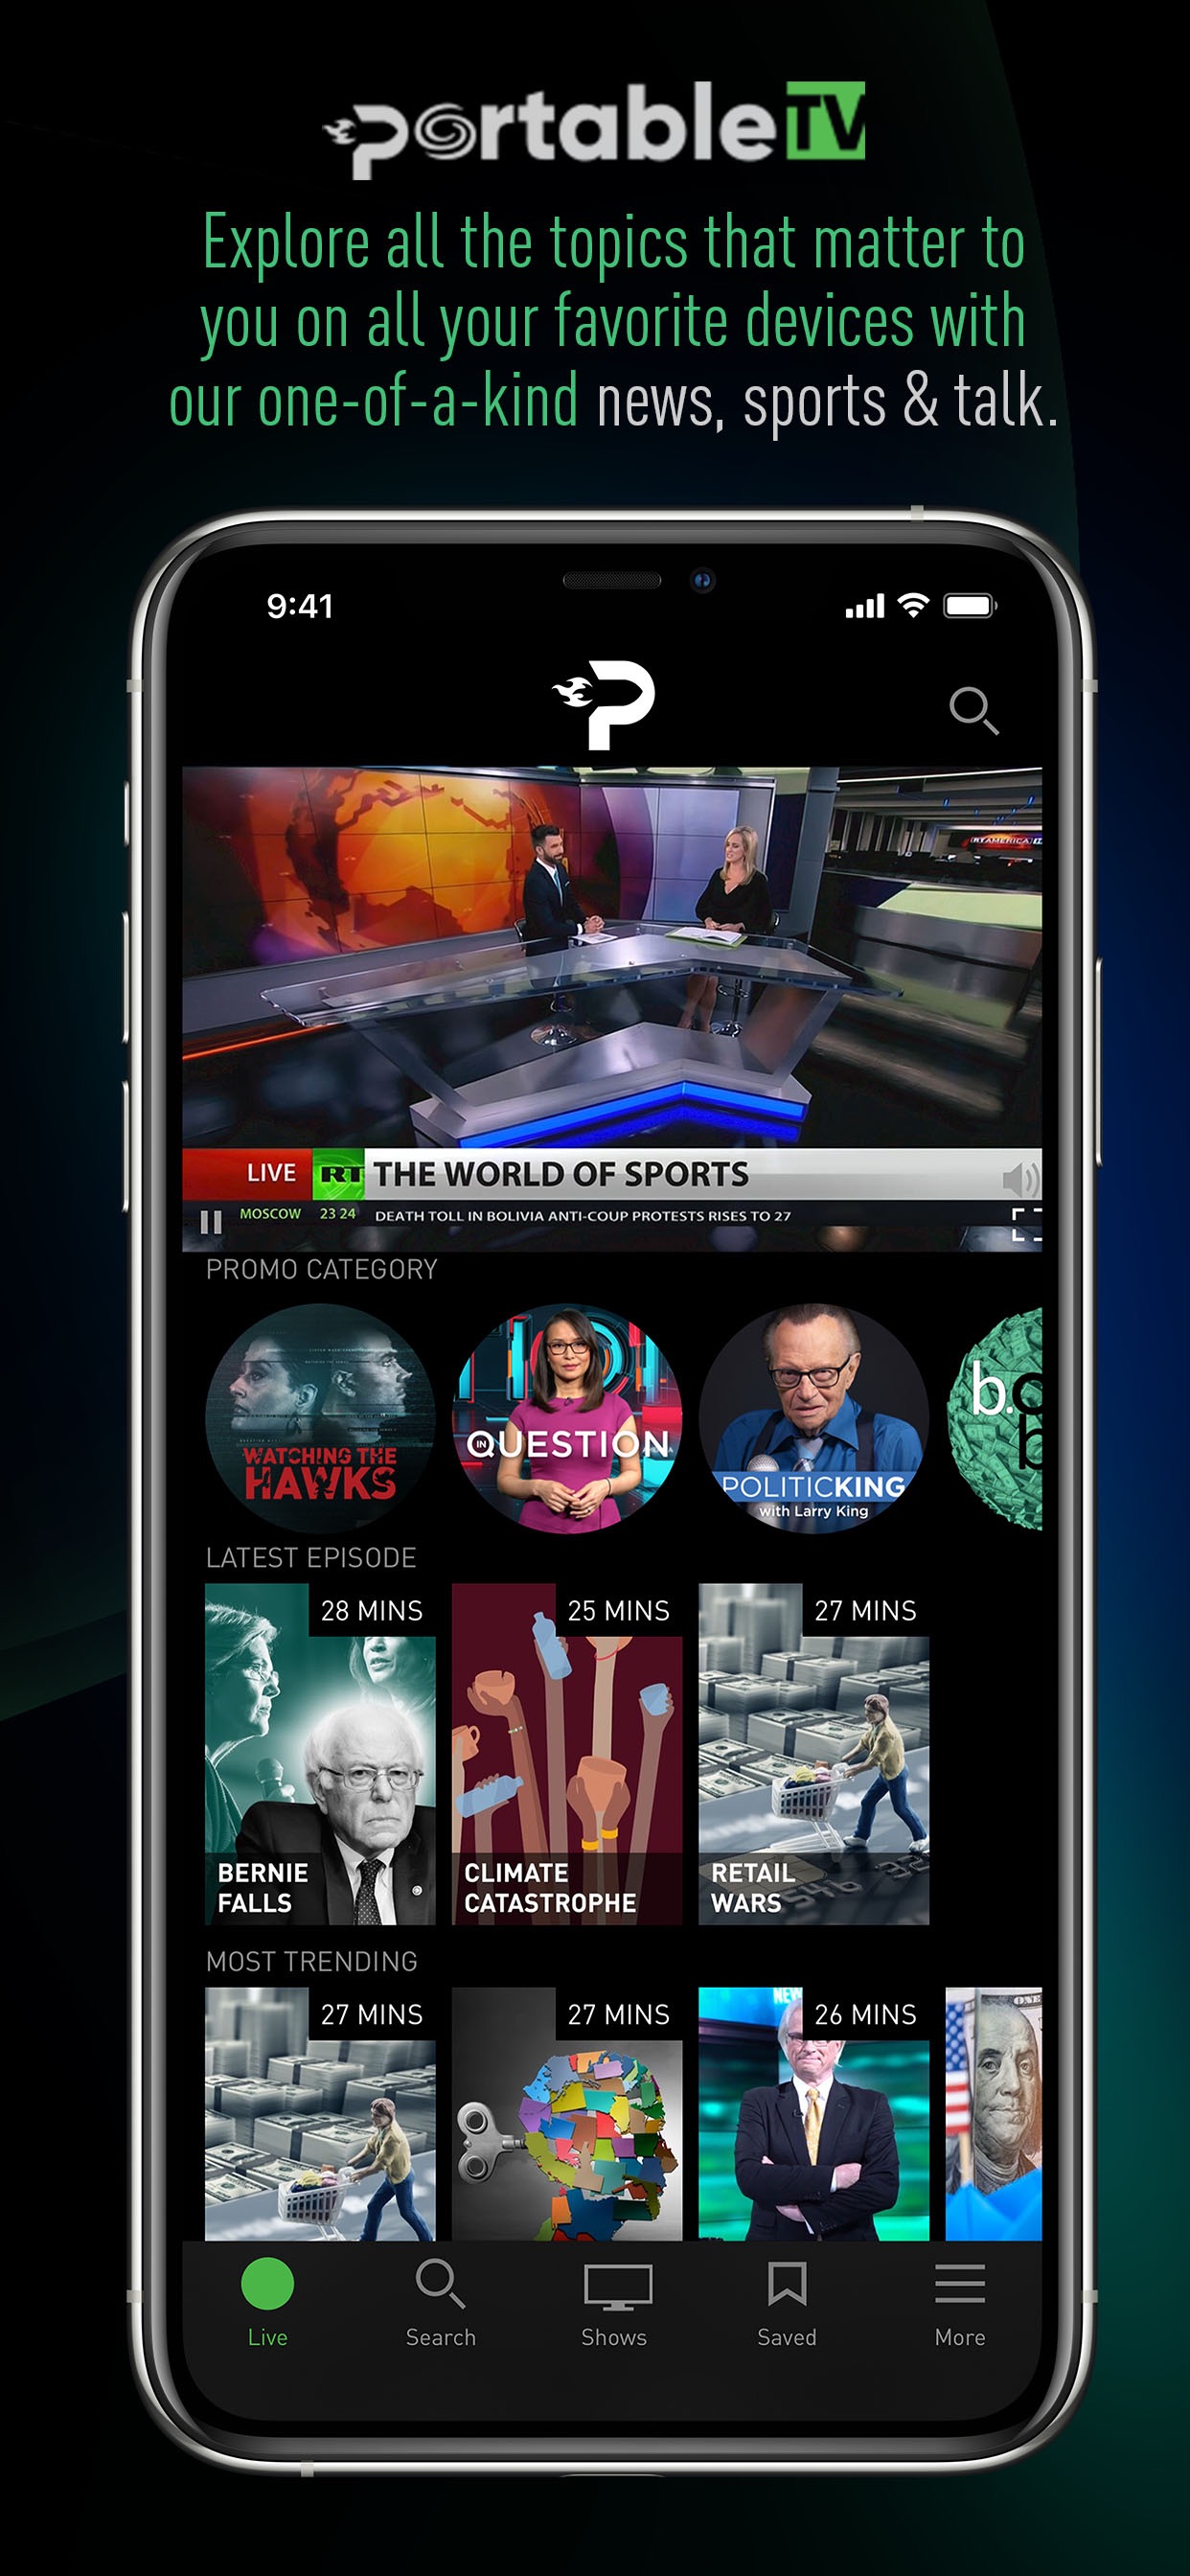 portableTV
Explore all the topics that matter to
you on all your favorite devices with
our one-of-a-kind news, sports & talk.
9:41
P
RT AMERICA
LIVE RT THE WORLD OF SPORTS
MOSCOW 23 24 DEATH TOLL IN BOLIVIA ANTI-COUP PROTESTS RISES TO 27
PROMO CATEGORY
WATCHING THE
HAWKS
IN QUESTION
POLITICKING
with Larry King
b.
LATEST EPISODE
28 MINS
25 MINS
27 MINS
BERNIE
FALLS
CLIMATE
CATASTROPHE
RETAIL
WARS
MOST TRENDING
27 MINS
27 MINS
NEW
26 MINS
ONE
Live
Search
Shows
Saved
More